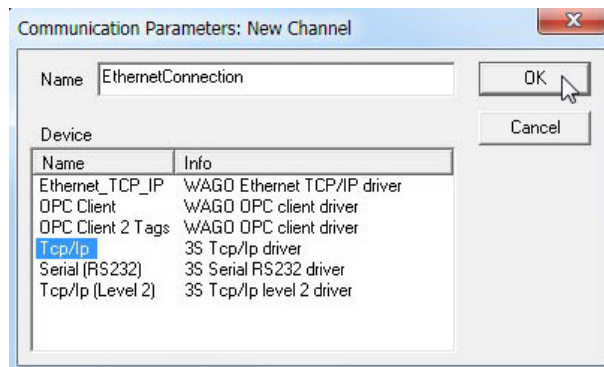 Communication Parameters: New Channel
Name EthernetConnection
OK
Cancel
Device
Name Info
Ethernet_TCP_IP WAGO Ethernet TCP/IP driver
OPC Client WAGO OPC client driver
OPC Client 2 Tags WAGO OPC client driver
Tcp/Ip 3S Tcp/Ip driver
Serial (RS232) 3S Serial RS232 driver
Tcp/Ip (Level 2) 3S Tcp/Ip level 2 driver